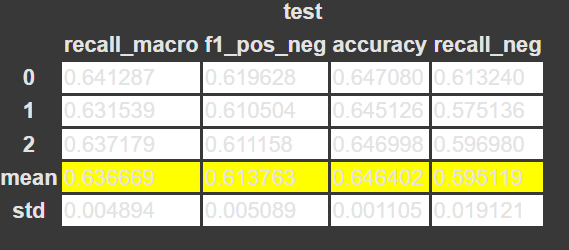 test
recall_macro f1_pos_neg accuracy recall_neg
0 0.641287 0.619628 0.647080 0.613240
1 0.631539 0.610504 0.645126 0.575136
2 0.637179 0.611158 0.646998 0.596980
mean 0.636669 0.613763 0.646402 0.595119
std 0.004894 0.005089 0.001105 0.019121